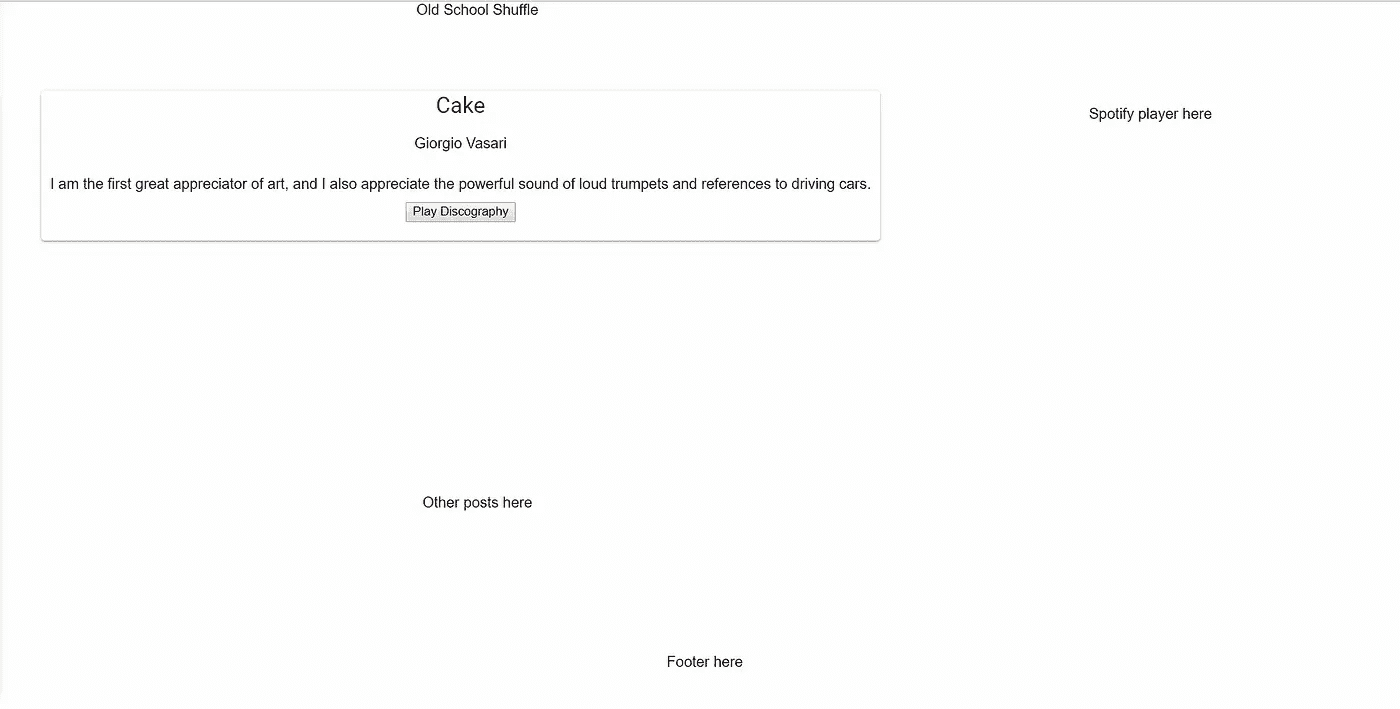 Old School Shuffle
Cake
Spotify player here
Giorgio Vasari
I am the first great appreciator of art, and I also appreciate the powerful sound of loud trumpets and references to driving cars.
Play Discography
Other posts here
Footer here